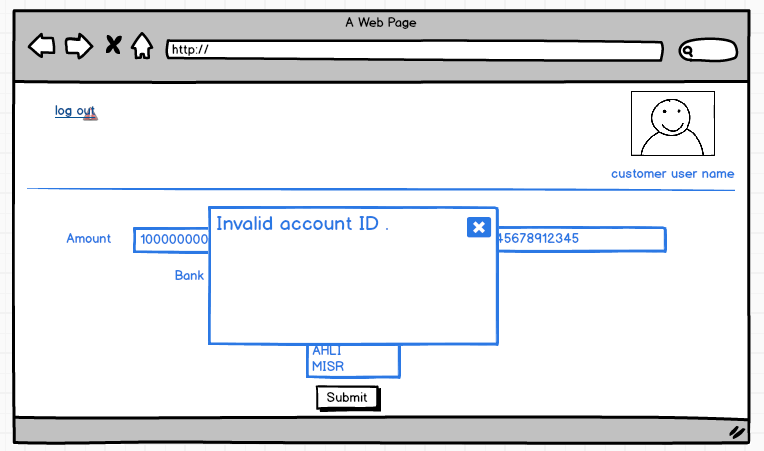 A Web Page
http://
log out
customer user name
Invalid account ID .
Amount
100000000
45678912345
Bank
AHLI
MISR
Submit